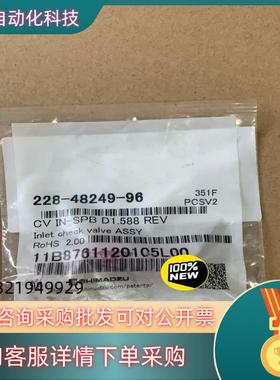 自动化科技
228-48249-96
351F
PCSV2
CV IN-SPB D1.588 REV
Inlet check valve ASSY
RoHS 2.00
11B8761120105L00
100% NEW
821949929
咨询采购批发可对公开票
客服详情下单采购